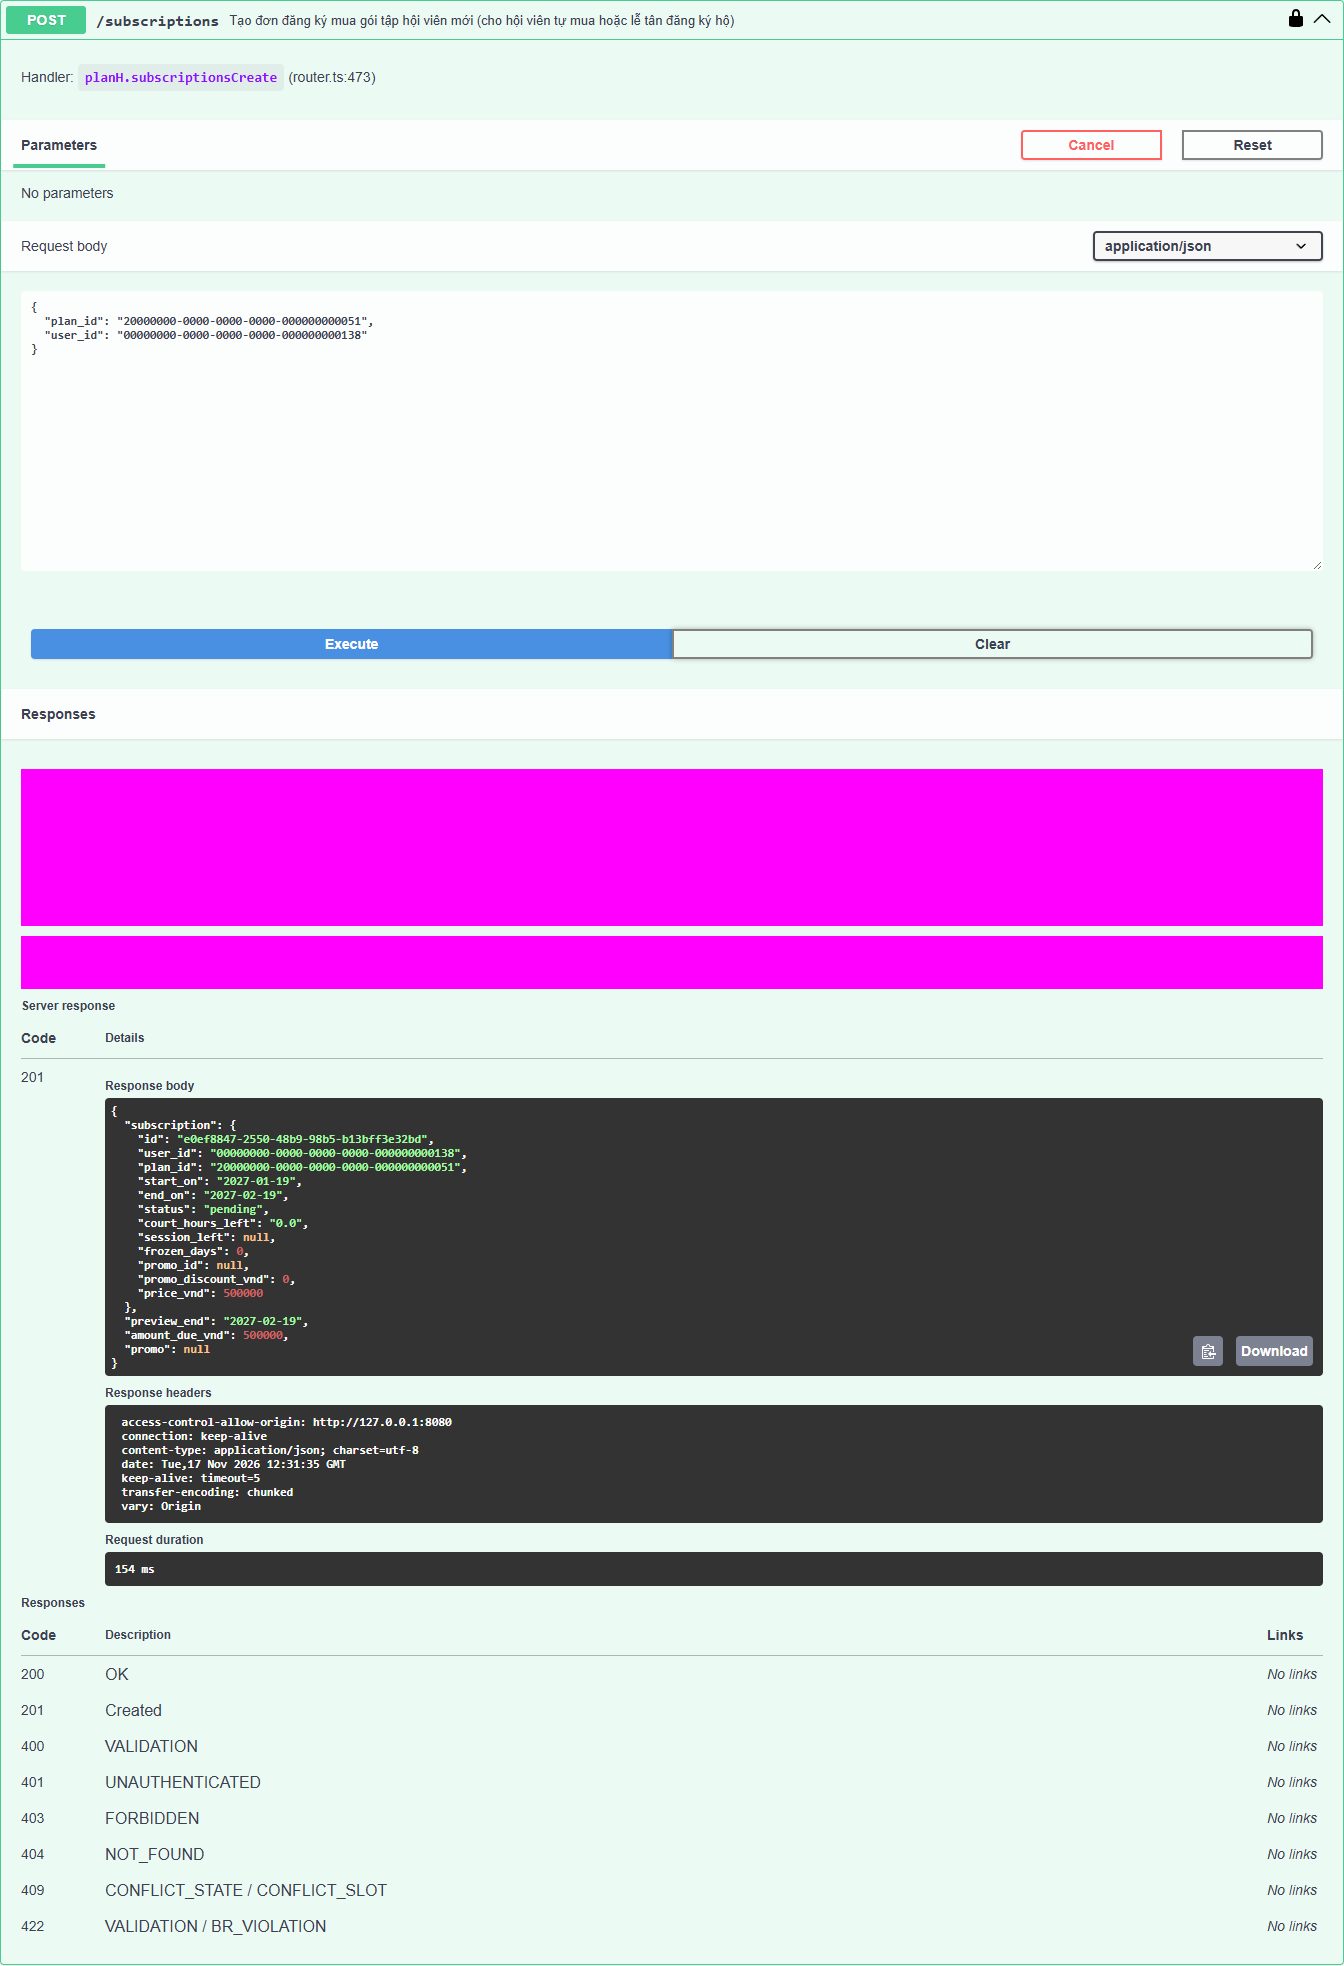 POST /subscriptions Tạo đơn đăng ký mua gói tập hội viên mới (cho hội viên tự mua hoặc lễ tân đăng ký hộ)
Handler: planH.subscriptionsCreate (router.ts:473)
Parameters
Cancel
Reset
No parameters
Request body
application/json
{
  "plan_id": "20000000-0000-0000-0000-000000000051",
  "user_id": "00000000-0000-0000-0000-000000000138"
}
Execute
Clear
Responses
Server response
Code Details
201
Response body
{
  "subscription": {
    "id": "e0ef8847-2550-48b9-98b5-b13bff3e32bd",
    "user_id": "00000000-0000-0000-0000-000000000138",
    "plan_id": "20000000-0000-0000-0000-000000000051",
    "start_on": "2027-01-19",
    "end_on": "2027-02-19",
    "status": "pending",
    "court_hours_left": "0.0",
    "session_left": null,
    "frozen_days": 0,
    "promo_id": null,
    "promo_discount_vnd": 0,
    "price_vnd": 500000
  },
  "preview_end": "2027-02-19",
  "amount_due_vnd": 500000,
  "promo": null
}
Download
Response headers
access-control-allow-origin: http://127.0.0.1:8080
connection: keep-alive
content-type: application/json; charset=utf-8
date: Tue,17 Nov 2026 12:31:35 GMT
keep-alive: timeout=5
transfer-encoding: chunked
vary: Origin
Request duration
154 ms
Responses
Code Description Links
200 OK No links
201 Created No links
400 VALIDATION No links
401 UNAUTHENTICATED No links
403 FORBIDDEN No links
404 NOT_FOUND No links
409 CONFLICT_STATE / CONFLICT_SLOT No links
422 VALIDATION / BR_VIOLATION No links